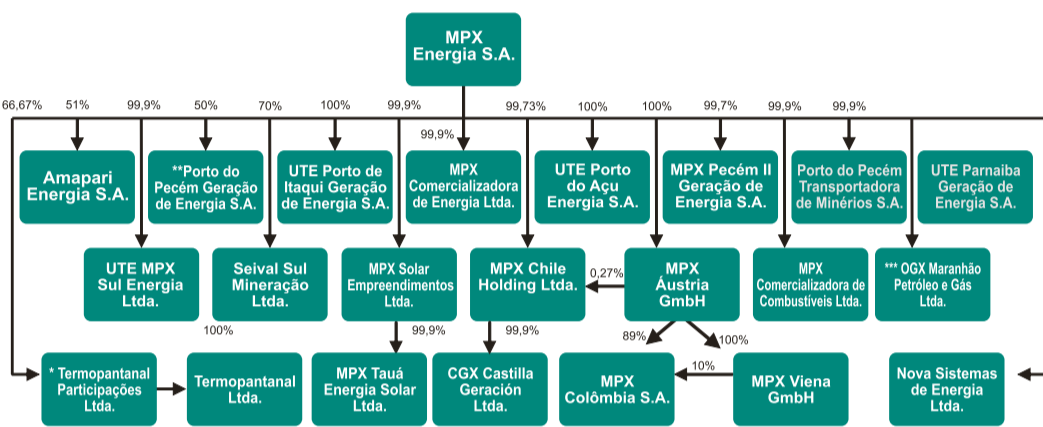 MPX
Energia S.A.
66,67%
51%
99,9%
50%
70%
100%
99,9%
99,9%
99,73%
100%
100%
99,7%
99,9%
99,9%
Amapari
Energia S.A.
**Porto do
Pecém Geração
de Energia S.A.
UTE Porto de
Itaqui Geração
de Energia S.A.
MPX
Comercializadora
de Energia Ltda.
UTE Porto
do Açu
Energia S.A.
MPX Pecém II
Geração de
Energia S.A.
Porto do Pecém
Transportadora
de Minérios S.A.
UTE Parnaiba
Geração de
Energia S.A.
UTE MPX
Sul Energia
Ltda.
Seival Sul
Mineração
Ltda.
MPX Solar
Empreendimentos
Ltda.
MPX Chile
Holding Ltda.
0,27%
MPX
Áustria
GmbH
MPX
Comercializadora de
Combustíveis Ltda.
*** OGX Maranhão
Petróleo e Gás
Ltda.
100%
99,9%
99,9%
89%
100%
* Termopantanal
Participações
Ltda.
Termopantanal
Ltda.
MPX Tauá
Energia Solar
Ltda.
CGX Castilla
Geración
Ltda.
MPX
Colômbia S.A.
10%
MPX Viena
GmbH
Nova Sistemas
de Energia
Ltda.